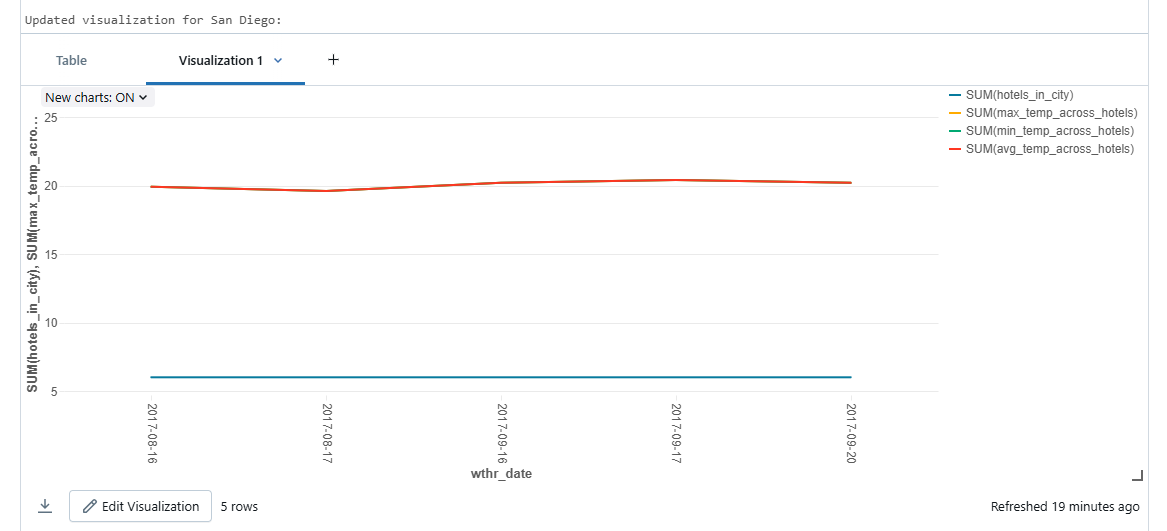 Updated visualization for San Diego:
Table
Visualization 1
New charts: ON
SUM(hotels_in_city)
SUM(max_temp_across_hotels)
SUM(min_temp_across_hotels)
SUM(avg_temp_across_hotels)
SUM(hotels_in_city), SUM(max_temp_acro...
25
20
15
10
5
2017-08-16
2017-08-17
2017-09-16
2017-09-17
2017-09-20
wthr_date
Edit Visualization
5 rows
Refreshed 19 minutes ago